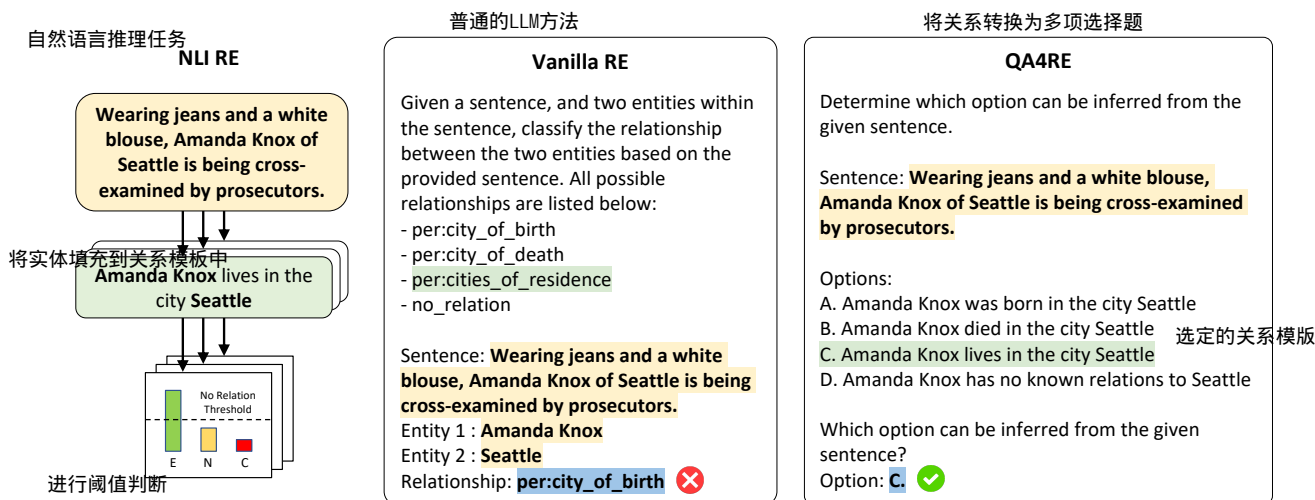 自然语言推理任务
NLI RE
Wearing jeans and a white
blouse, Amanda Knox of
Seattle is being cross-
examined by prosecutors.
将实体填充到关系模板中
Amanda Knox lives in the
city Seattle
No Relation
Threshold
E N C
进行阈值判断
普通的LLM方法
Vanilla RE
Given a sentence, and two entities within
the sentence, classify the relationship
between the two entities based on the
provided sentence. All possible
relationships are listed below:
- per:city_of_birth
- per:city_of_death
- per:cities_of_residence
- no_relation
Sentence: Wearing jeans and a white
blouse, Amanda Knox of Seattle is being
cross-examined by prosecutors.
Entity 1 : Amanda Knox
Entity 2 : Seattle
Relationship: per:city_of_birth
将关系转换为多项选择题
QA4RE
Determine which option can be inferred from the
given sentence.
Sentence: Wearing jeans and a white blouse,
Amanda Knox of Seattle is being cross-examined
by prosecutors.
Options:
A. Amanda Knox was born in the city Seattle
B. Amanda Knox died in the city Seattle
C. Amanda Knox lives in the city Seattle
选定的关系模版
D. Amanda Knox has no known relations to Seattle
Which option can be inferred from the given
sentence?
Option: C.